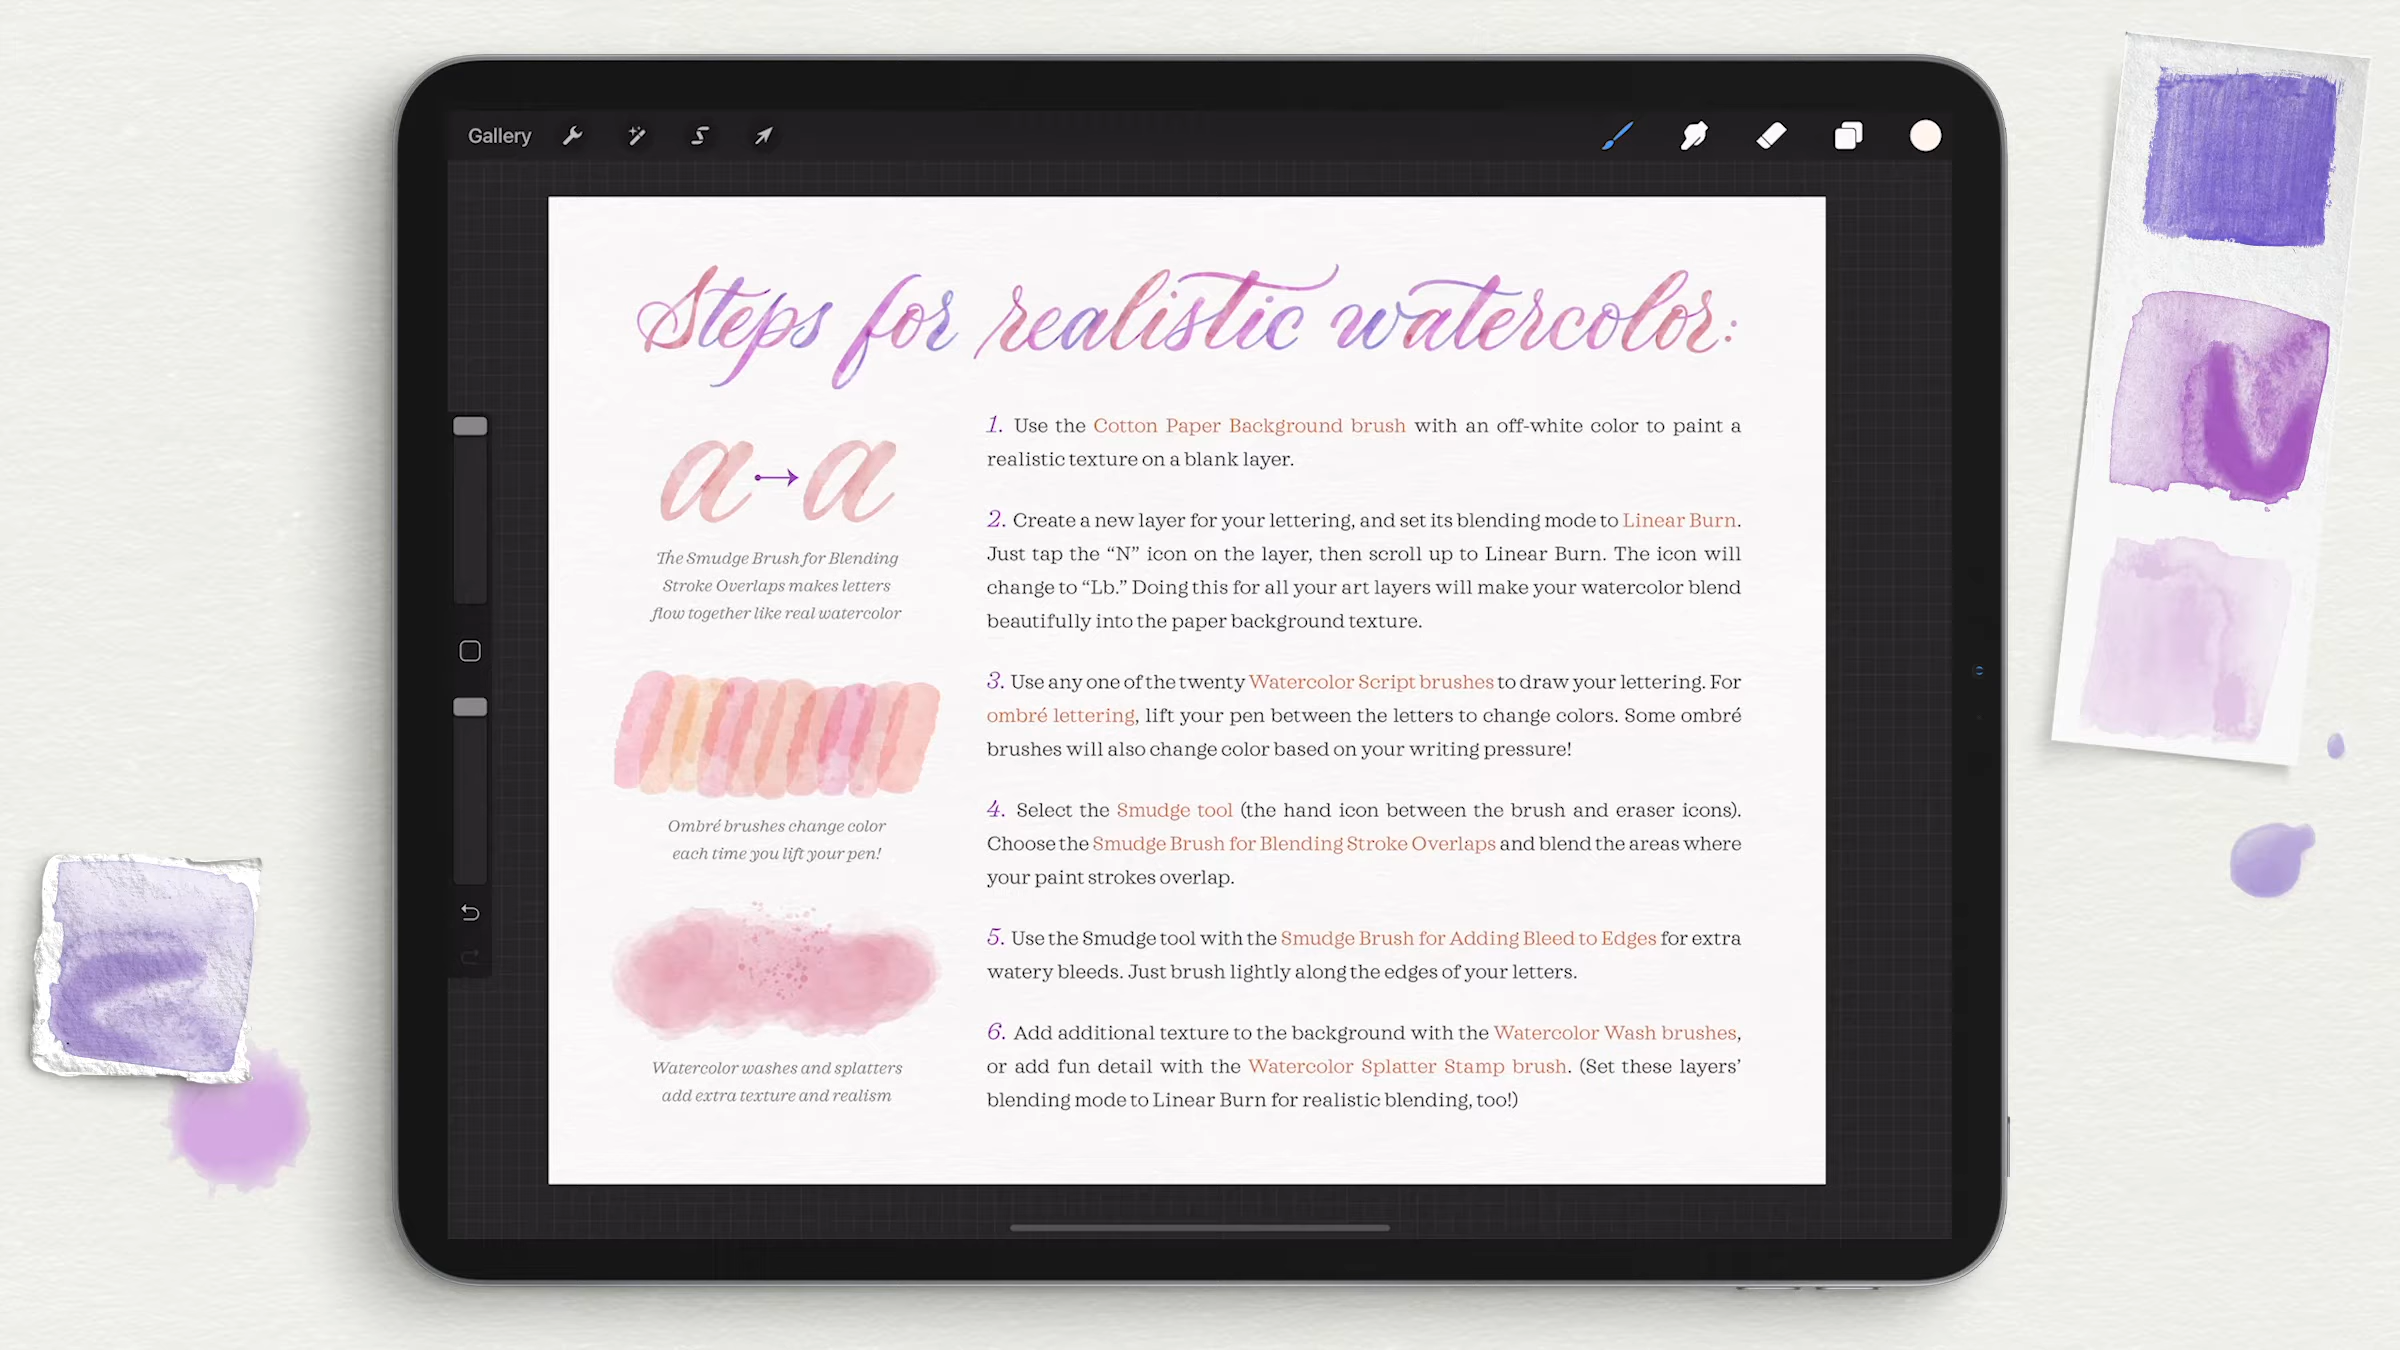 Gallery
Steps for realistic watercolor:
a a
The Smudge Brush for Blending
Stroke Overlaps makes letters
flow together like real watercolor
Ombré brushes change color
each time you lift your pen!
Watercolor washes and splatters
add extra texture and realism
1. Use the Cotton Paper Background brush with an off-white color to paint a
realistic texture on a blank layer.
2. Create a new layer for your lettering, and set its blending mode to Linear Burn.
Just tap the “N” icon on the layer, then scroll up to Linear Burn. The icon will
change to “Lb.” Doing this for all your art layers will make your watercolor blend
beautifully into the paper background texture.
3. Use any one of the twenty Watercolor Script brushes to draw your lettering. For
ombré lettering, lift your pen between the letters to change colors. Some ombré
brushes will also change color based on your writing pressure!
4. Select the Smudge tool (the hand icon between the brush and eraser icons).
Choose the Smudge Brush for Blending Stroke Overlaps and blend the areas where
your paint strokes overlap.
5. Use the Smudge tool with the Smudge Brush for Adding Bleed to Edges for extra
watery bleeds. Just brush lightly along the edges of your letters.
6. Add additional texture to the background with the Watercolor Wash brushes,
or add fun detail with the Watercolor Splatter Stamp brush. (Set these layers’
blending mode to Linear Burn for realistic blending, too!)